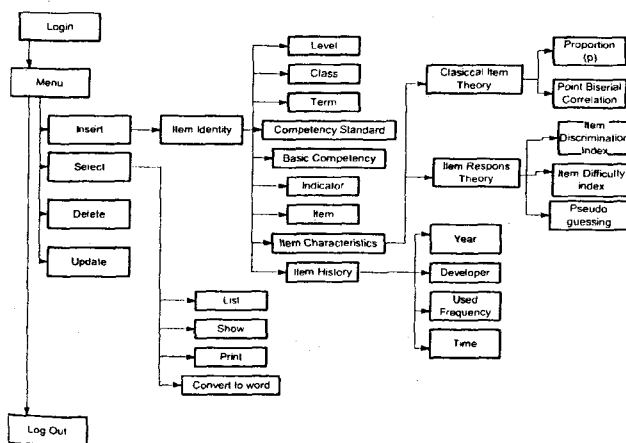 Login
Menu
Insert
Select
Delete
Update
Log Out
Item Identity
List
Show
Print
Convert to word
Level
Class
Term
Competency Standard
Basic Competency
Indicator
Item
Item Characteristics
Item History
Clasiccal Item
Theory
Item Respons
Theory
Year
Developer
Used
Frequency
Time
Proportion
(p)
Point Biserial
Correlation
Item
Discrimination
Index
Item Difficulty
index
Pseudo
guessing